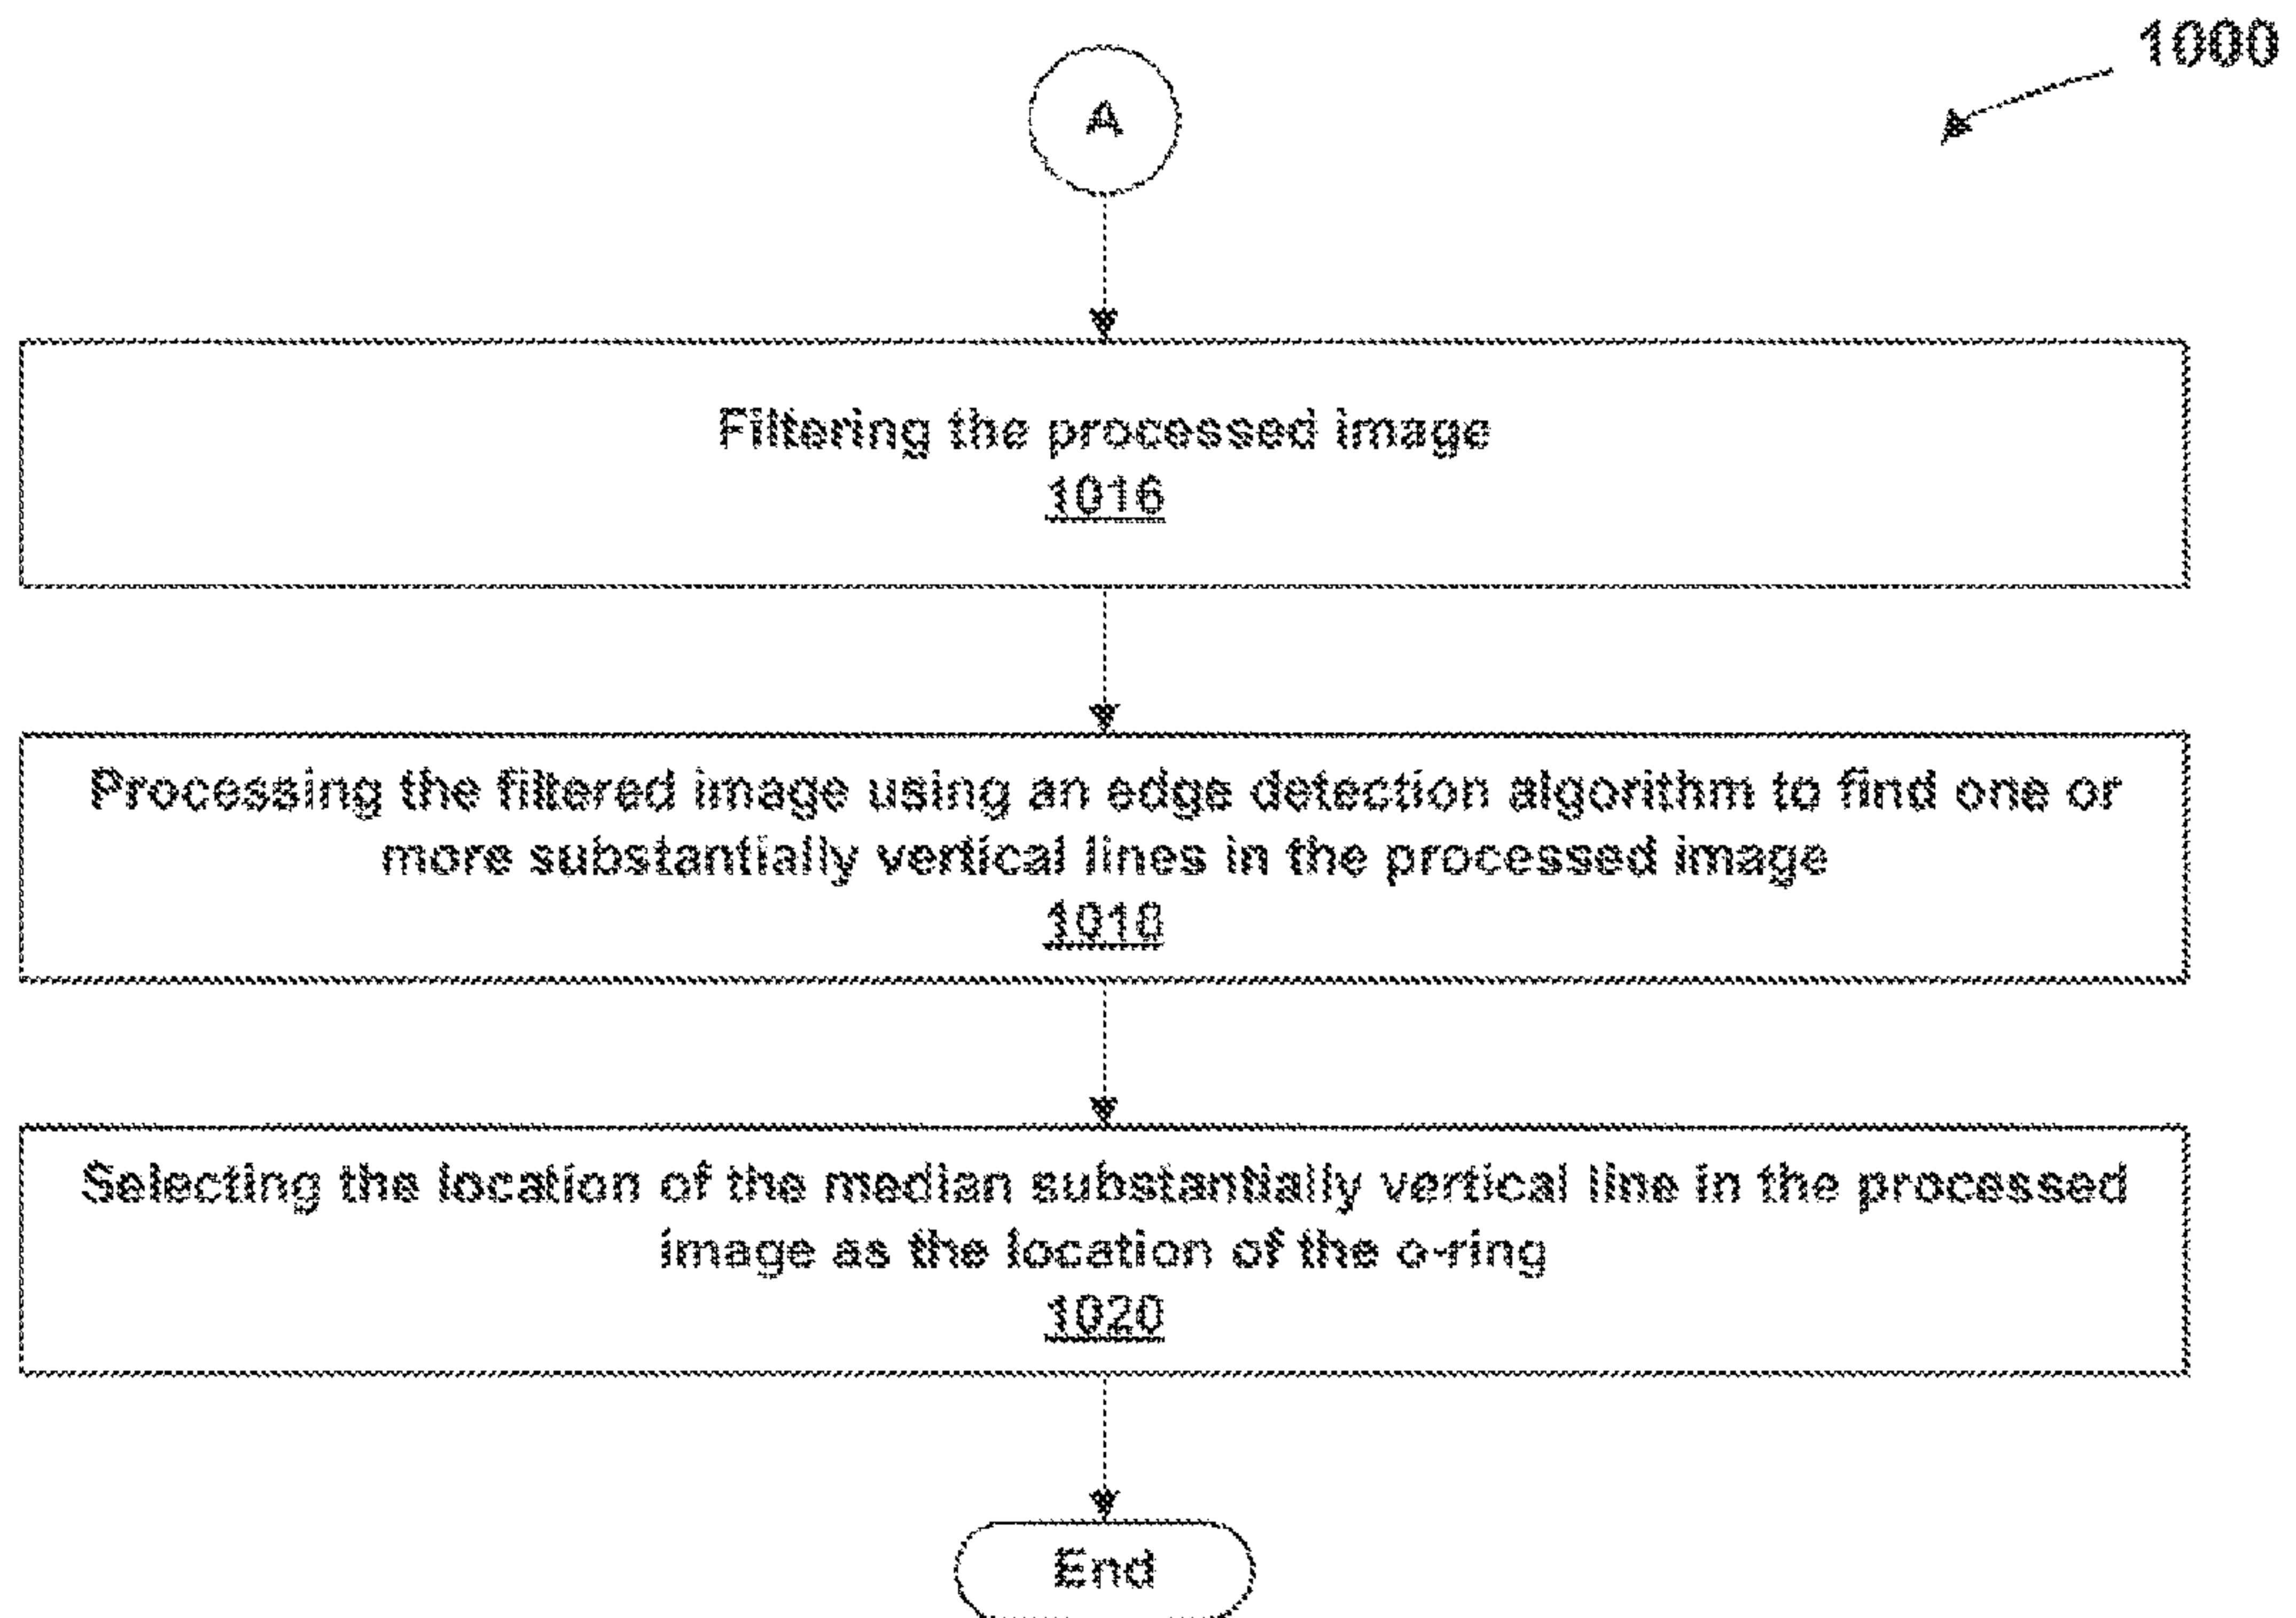 1000
A
Filtering the processed image
1016
Processing the filtered image using an edge detection algorithm to find one or
more substantially vertical lines in the processed image
1018
Selecting the location of the median substantially vertical line in the processed
image as the location of the o-ring
1020
End